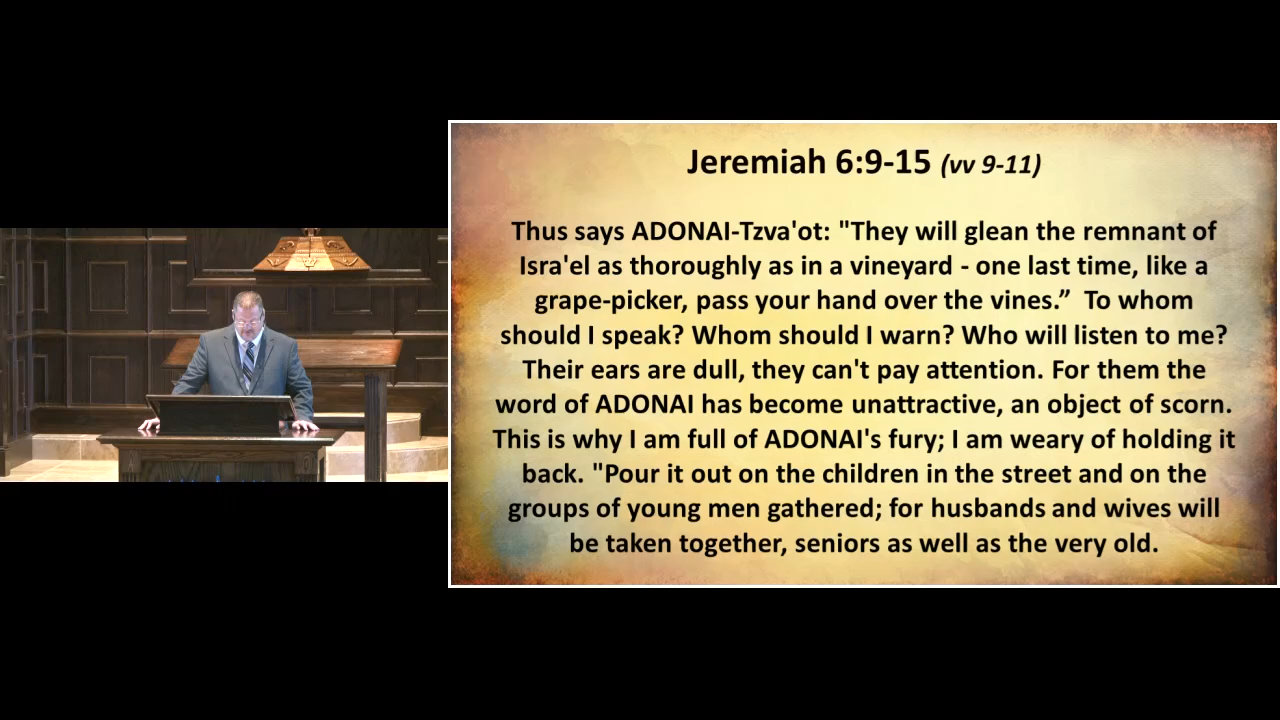 Jeremiah 6:9-15 (vv 9-11)
Thus says ADONAI-Tzva'ot: "They will glean the remnant of
Isra'el as thoroughly as in a vineyard - one last time, like a
grape-picker, pass your hand over the vines.” To whom
should I speak? Whom should I warn? Who will listen to me?
Their ears are dull, they can't pay attention. For them the
word of ADONAI has become unattractive, an object of scorn.
This is why I am full of ADONAI's fury; I am weary of holding it
back. "Pour it out on the children in the street and on the
groups of young men gathered; for husbands and wives will
be taken together, seniors as well as the very old.